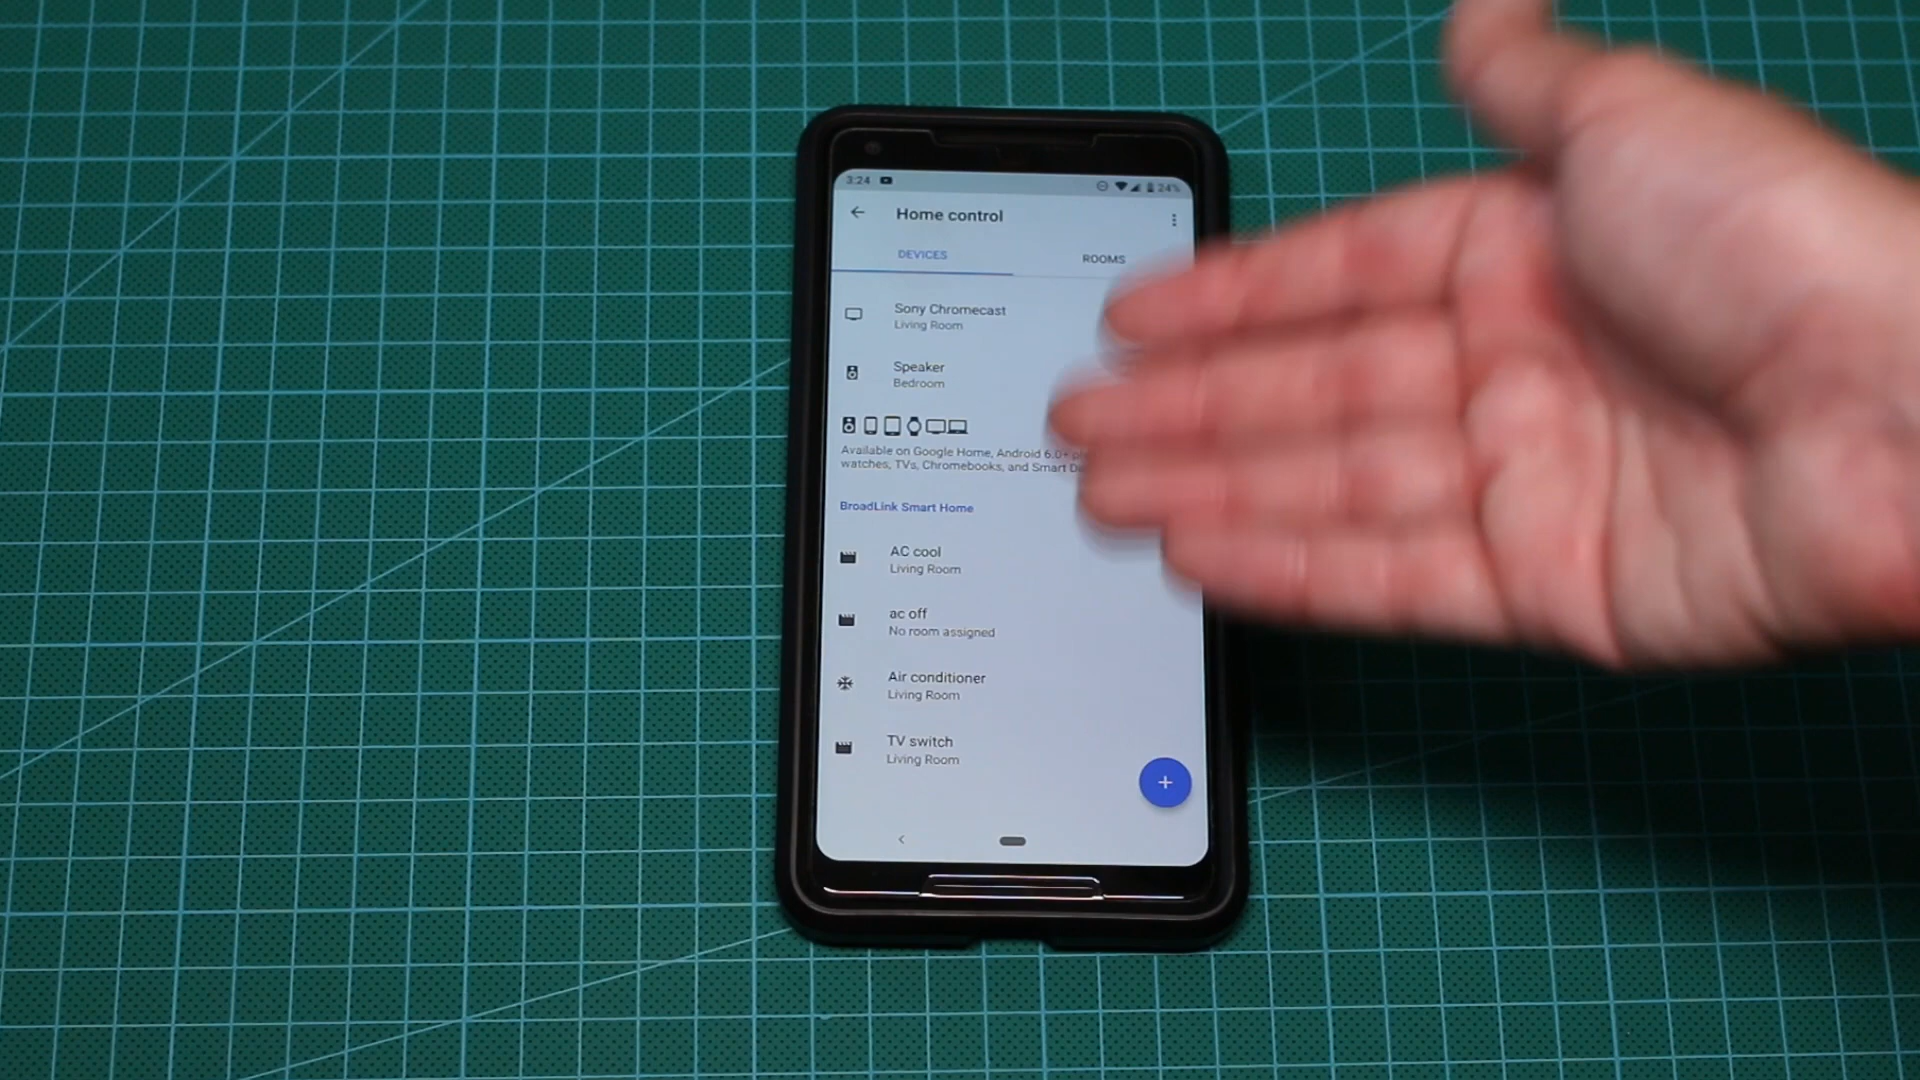 3:24
24%
Home control
DEVICES
ROOMS
Sony Chromecast
Living Room
Speaker
Bedroom
Available on Google Home, Android 6.0+
watches, TVs, Chromebooks, and Smart
BroadLink Smart Home
AC cool
Living Room
ac off
No room assigned
Air conditioner
Living Room
TV switch
Living Room